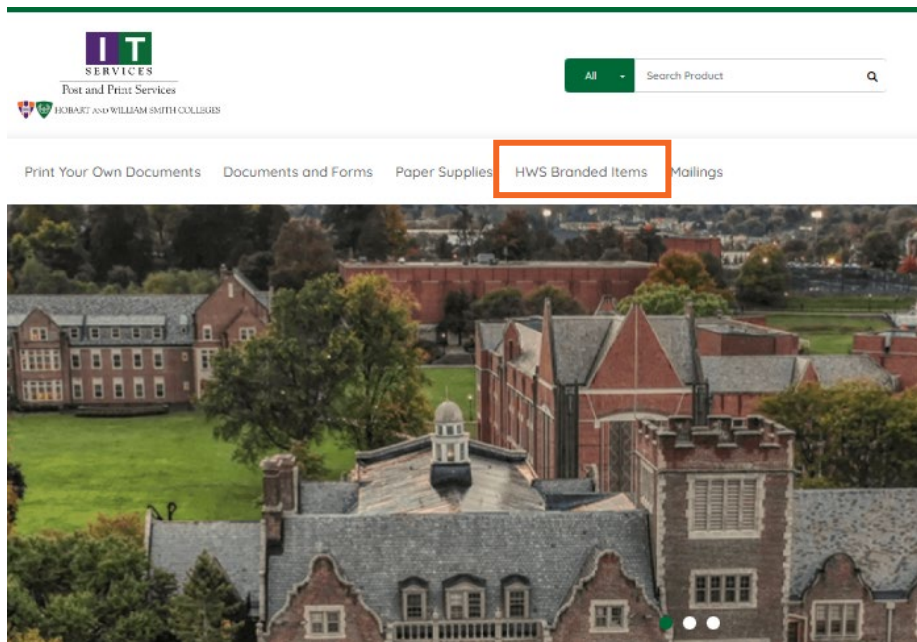 I T
SERVICES
Post and Print Services
HOBART AND WILLIAM SMITH COLLEGES
All Search Product
Print Your Own Documents Documents and Forms Paper Supplies HWS Branded Items Mailings